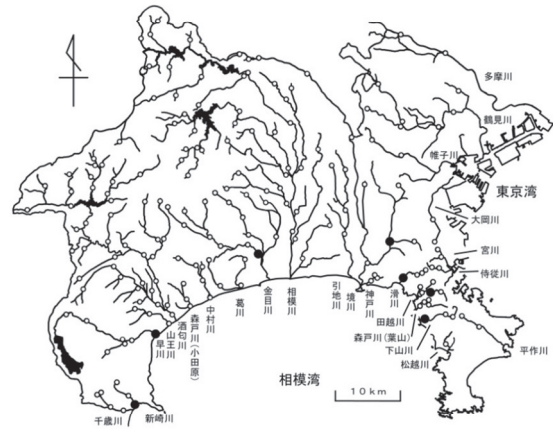 多摩川
鶴見川
帷子川
東京湾
大岡川
宮川
侍従川
平作川
千歳川
新崎川
早川
山王川
酒匂川
森戸川(小田原)
中村川
葛川
金目川
相模川
引地川
境川
神戸川
滑川
田越川
森戸川(葉山)
下山川
松越川
相模湾
10km